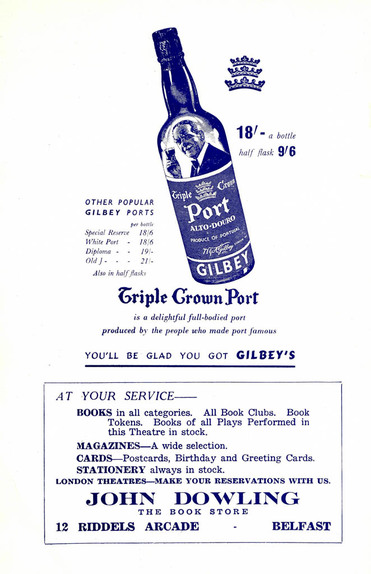 18/- a bottle
half flask 9/6
Triple Crown
Port
ALTO-DOURO
PRODUCE OF PORTUGAL
GILBEY
OTHER POPULAR
GILBEY PORTS
per bottle
Special Reserve 18/6
White Port - 18/6
Diploma - - 19/-
Old J - - - 21/-
Also in half flasks
Triple Crown Port
is a delightful full-bodied port
produced by the people who made port famous
YOU'LL BE GLAD YOU GOT GILBEY'S
AT YOUR SERVICE——
BOOKS in all categories. All Book Clubs. Book
Tokens. Books of all Plays Performed in
this Theatre in stock.
MAGAZINES—A wide selection.
CARDS—Postcards, Birthday and Greeting Cards.
STATIONERY always in stock.
LONDON THEATRES—MAKE YOUR RESERVATIONS WITH US.
JOHN DOWLING
THE BOOK STORE
12 RIDDELS ARCADE - BELFAST